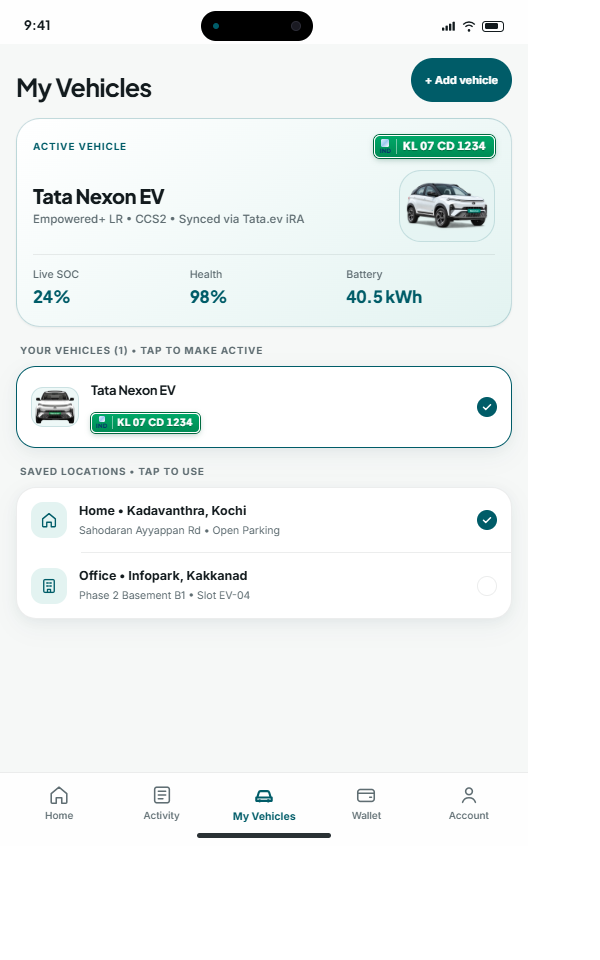 9:41
My Vehicles
+ Add vehicle
ACTIVE VEHICLE
IND KL 07 CD 1234
Tata Nexon EV
Empowered+ LR • CCS2 • Synced via Tata.ev iRA
Live SOC
Health
Battery
24%
98%
40.5 kWh
YOUR VEHICLES (1) • TAP TO MAKE ACTIVE
Tata Nexon EV
IND KL 07 CD 1234
SAVED LOCATIONS • TAP TO USE
Home • Kadavanthra, Kochi
Sahodaran Ayyappan Rd • Open Parking
Office • Infopark, Kakkanad
Phase 2 Basement B1 • Slot EV-04
Home
Activity
My Vehicles
Wallet
Account